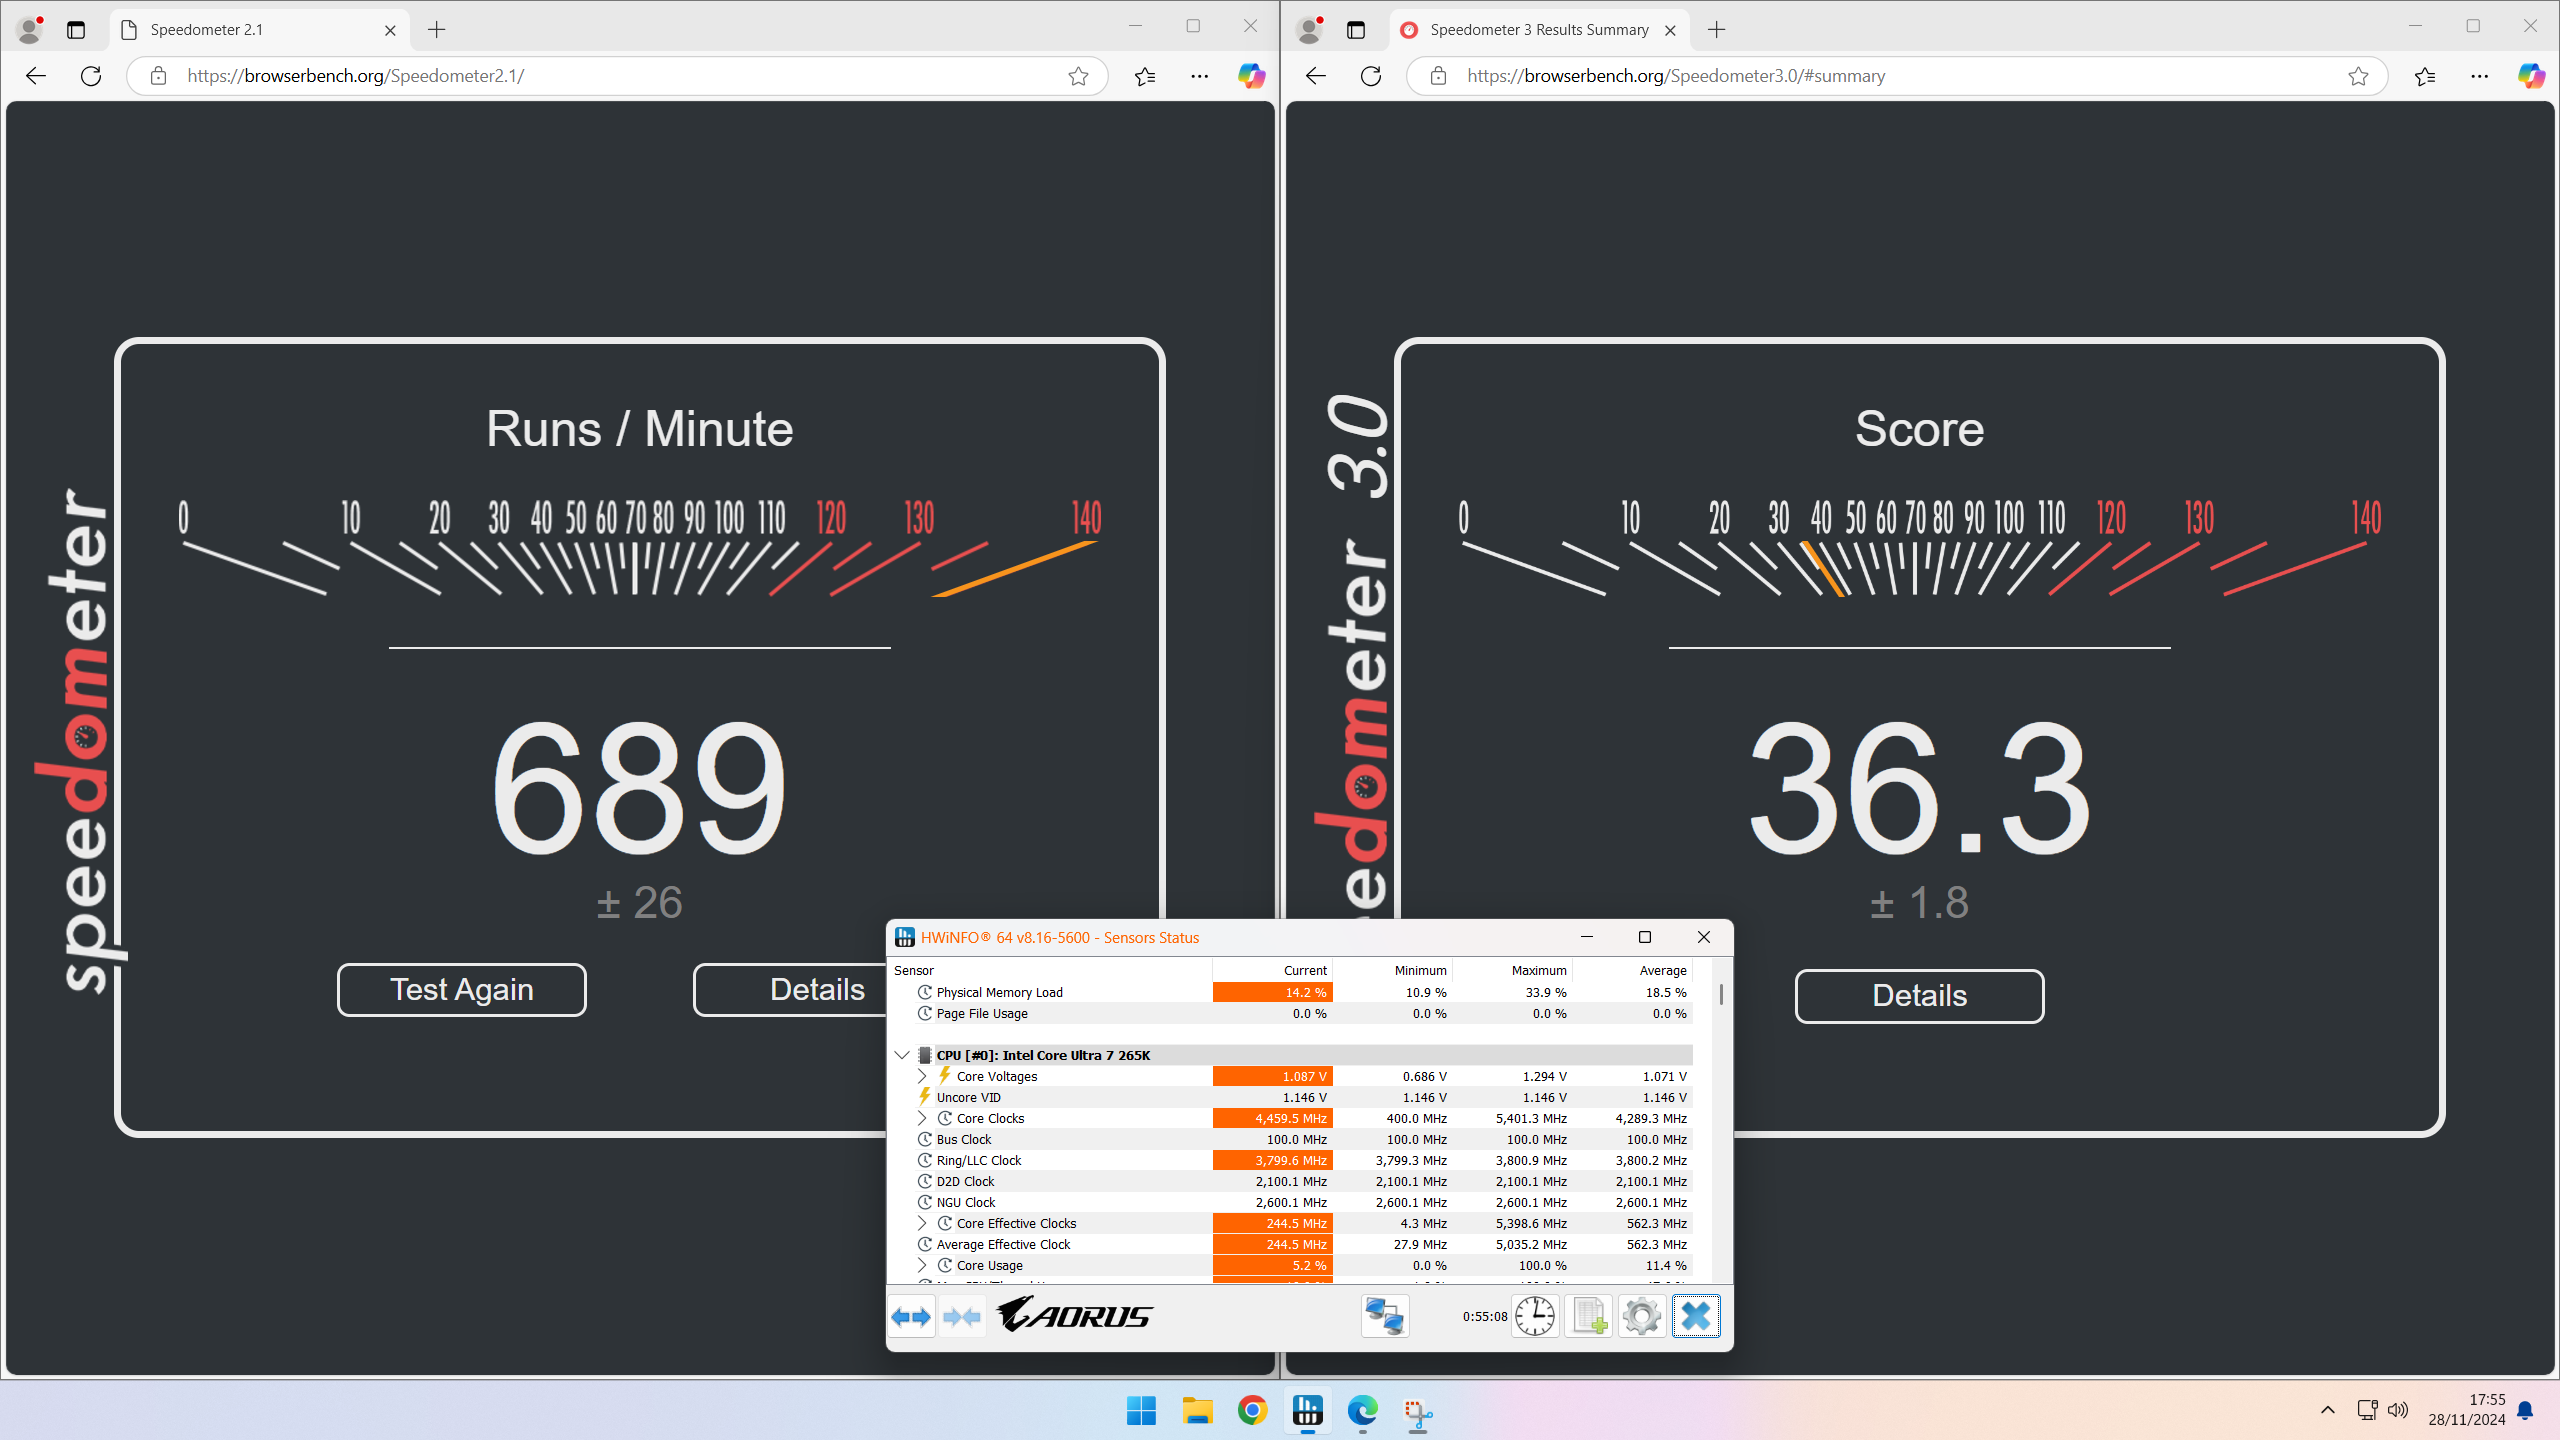 Speedometer 2.1
https://browserbench.org/Speedometer2.1/
Runs / Minute
0 10 20 30 40 50 60 70 80 90 100 110 120 130 140
speedometer
689
± 26
Test Again
Details
Speedometer 3 Results Summary
https://browserbench.org/Speedometer3.0/#summary
Score
0 10 20 30 40 50 60 70 80 90 100 110 120 130 140
eedometer 3.0
36.3
± 1.8
Details
HWiNFO® 64 v8.16-5600 - Sensors Status
Sensor Current Minimum Maximum Average
Physical Memory Load 14.2 % 10.9 % 33.9 % 18.5 %
Page File Usage 0.0 % 0.0 % 0.0 % 0.0 %
CPU [#0]: Intel Core Ultra 7 265K
Core Voltages 1.087 V 0.686 V 1.294 V 1.071 V
Uncore VID 1.146 V 1.146 V 1.146 V 1.146 V
Core Clocks 4,459.5 MHz 400.0 MHz 5,401.3 MHz 4,289.3 MHz
Bus Clock 100.0 MHz 100.0 MHz 100.0 MHz 100.0 MHz
Ring/LLC Clock 3,799.6 MHz 3,799.3 MHz 3,800.9 MHz 3,800.2 MHz
D2D Clock 2,100.1 MHz 2,100.1 MHz 2,100.1 MHz 2,100.1 MHz
NGU Clock 2,600.1 MHz 2,600.1 MHz 2,600.1 MHz 2,600.1 MHz
Core Effective Clocks 244.5 MHz 4.3 MHz 5,398.6 MHz 562.3 MHz
Average Effective Clock 244.5 MHz 27.9 MHz 5,035.2 MHz 562.3 MHz
Core Usage 5.2 % 0.0 % 100.0 % 11.4 %
AORUS
0:55:08
17:55
28/11/2024